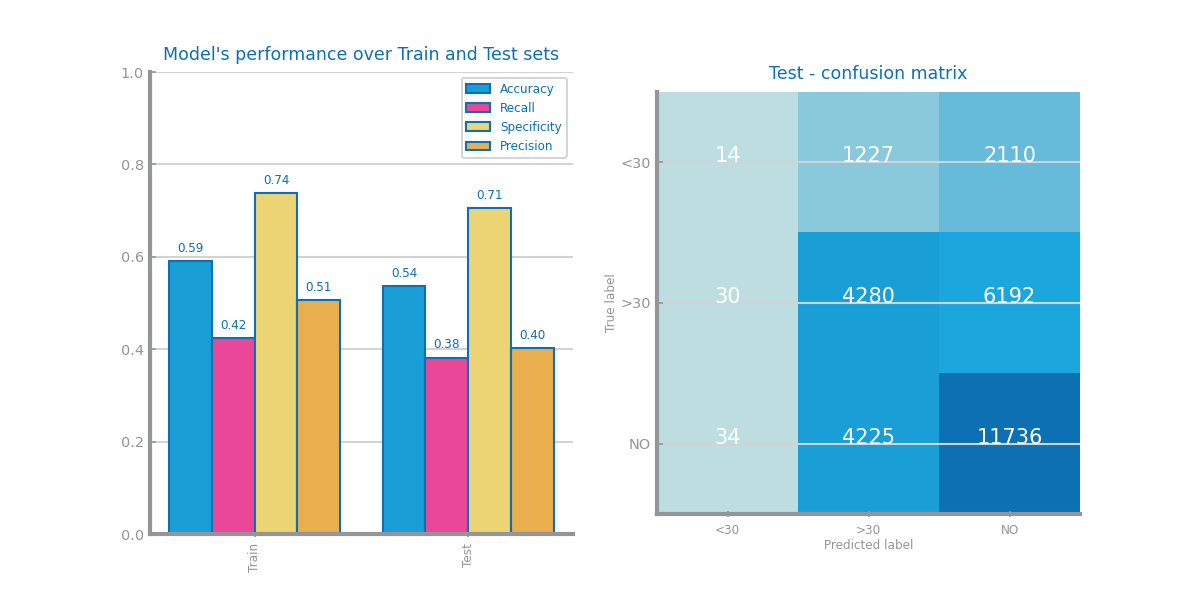 Model's performance over Train and Test sets
1.0
0.8
0.6
0.4
0.2
0.0
Accuracy
Recall
Specificity
Precision
0.59
0.42
0.74
0.51
0.54
0.38
0.71
0.40
Train
Test
Test - confusion matrix
True label
<30
14 1227 2110
>30
30 4280 6192
NO
34 4225 11736
<30 >30 NO
Predicted label